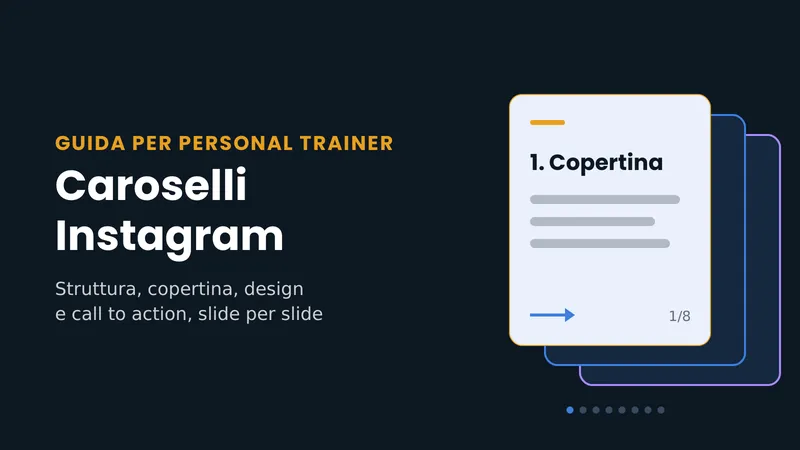 GUIDA PER PERSONAL TRAINER
Caroselli
Instagram
Struttura, copertina, design
e call to action, slide per slide
1. Copertina
1/8